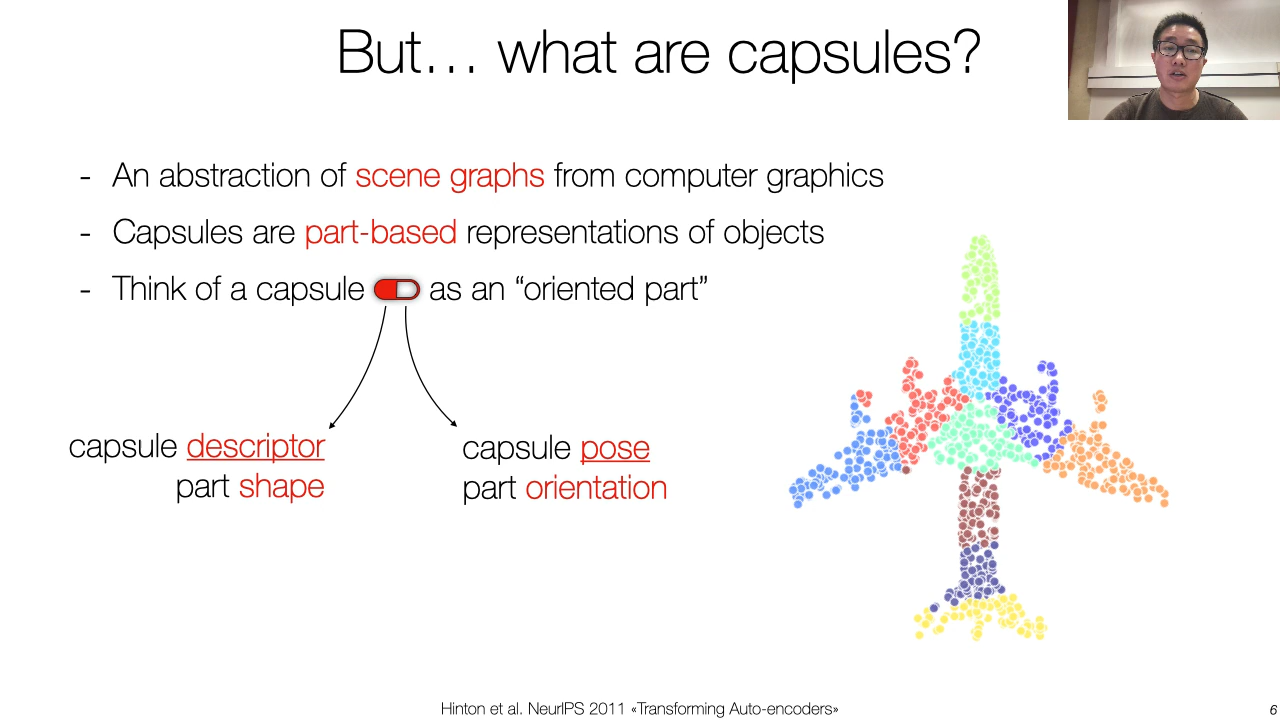 But… what are capsules?
- An abstraction of scene graphs from computer graphics
- Capsules are part-based representations of objects
- Think of a capsule as an “oriented part”
capsule descriptor
part shape
capsule pose
part orientation
Hinton et al. NeurIPS 2011 «Transforming Auto-encoders»
6